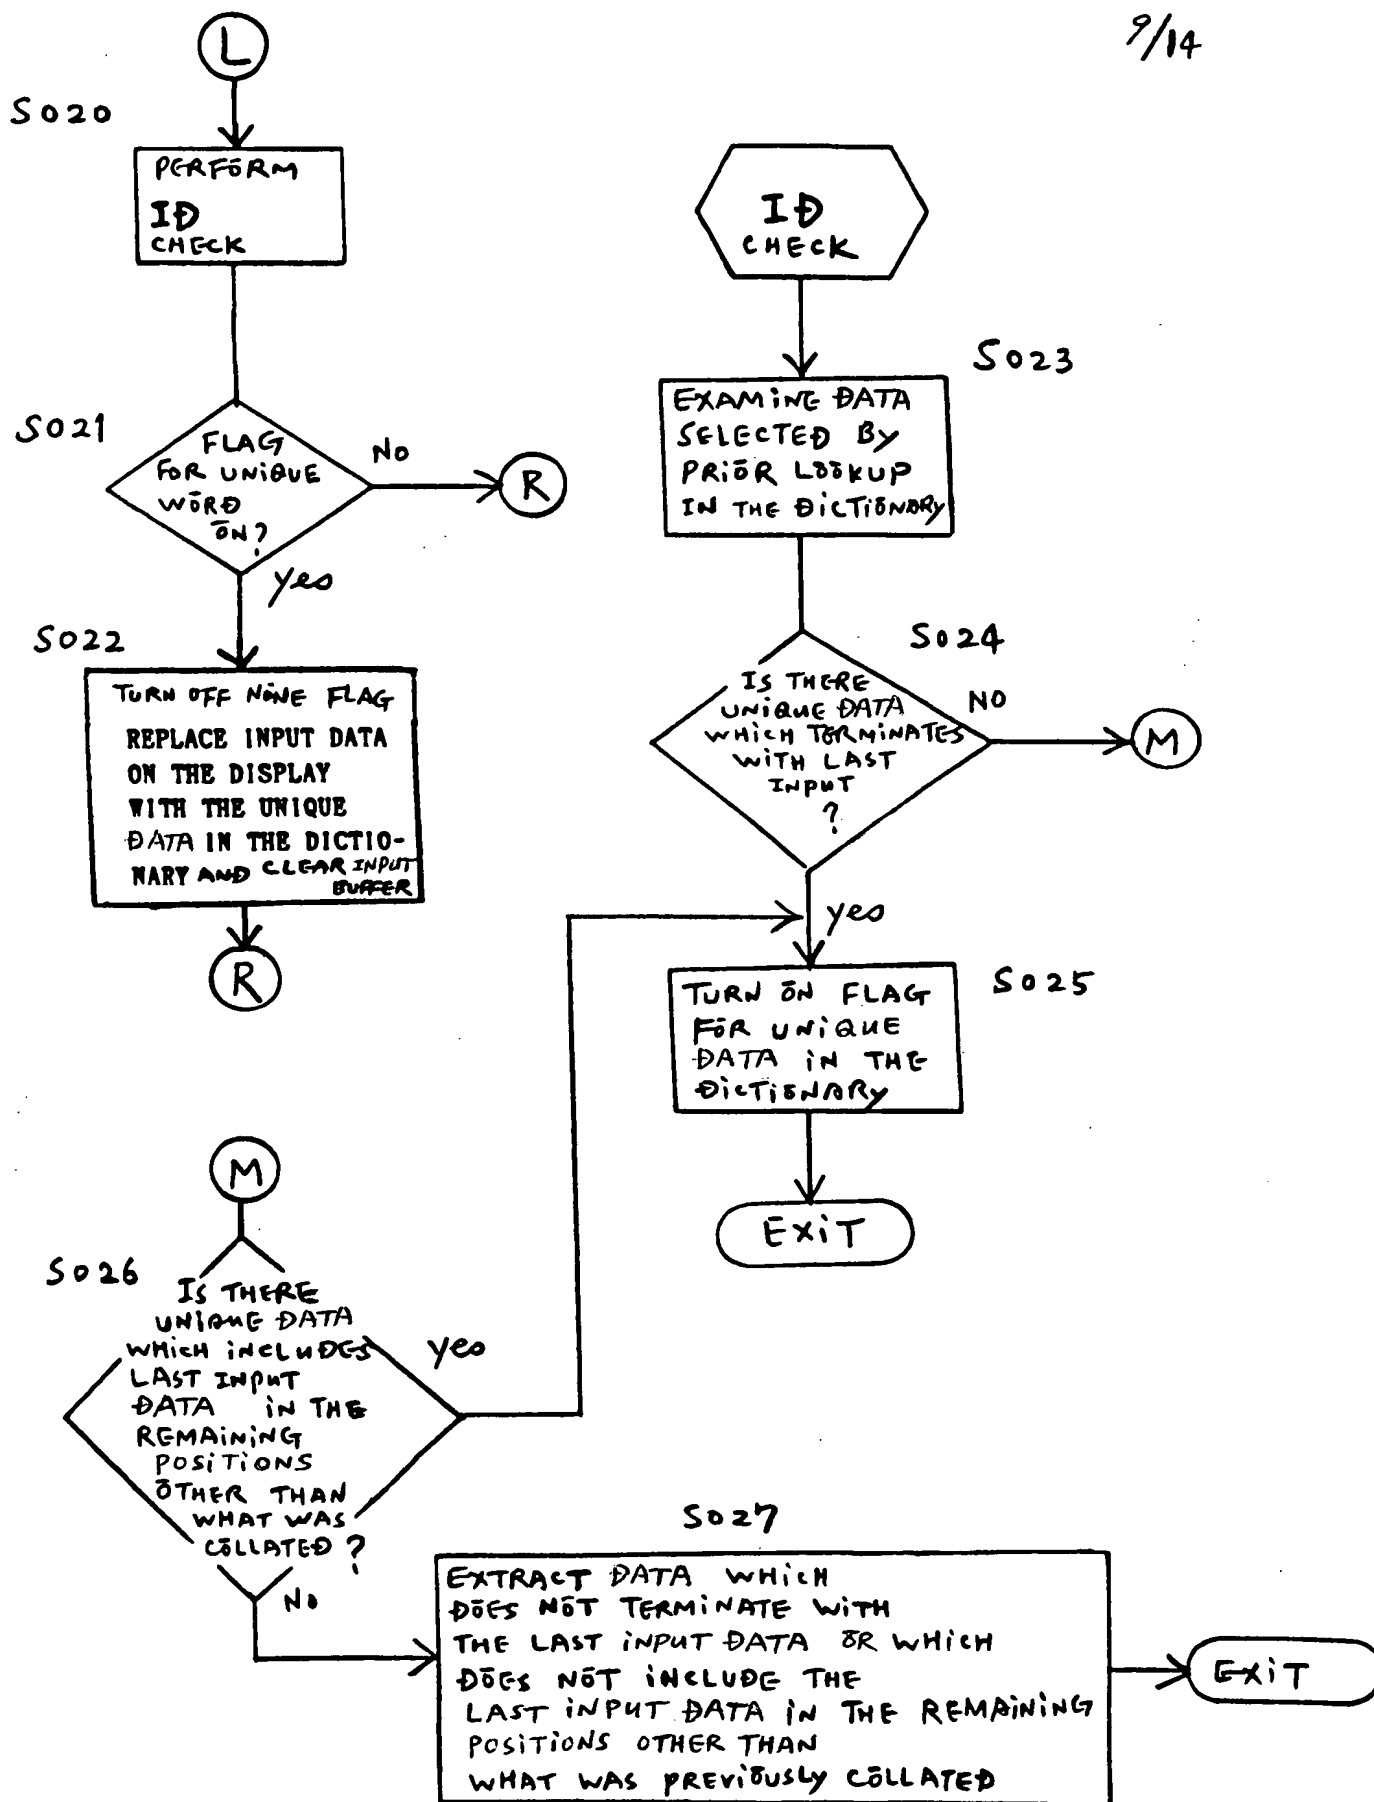 9/14
L
S020
PERFORM
ID
CHECK
S021
FLAG
FOR UNIQUE
WORD
ON?
NO
R
yes
S022
TURN OFF NONE FLAG
REPLACE INPUT DATA
ON THE DISPLAY
WITH THE UNIQUE
DATA IN THE DICTIO-
NARY AND CLEAR INPUT
BUFFER
R
ID
CHECK
S023
EXAMINE DATA
SELECTED BY
PRIOR LOOKUP
IN THE DICTIONARY
S024
IS THERE
UNIQUE DATA
WHICH TERMINATES
WITH LAST
INPUT
?
NO
M
yes
S025
TURN ON FLAG
FOR UNIQUE
DATA IN THE
DICTIONARY
EXIT
M
S026
IS THERE
UNIQUE DATA
WHICH INCLUDES
LAST INPUT
DATA IN THE
REMAINING
POSITIONS
OTHER THAN
WHAT WAS
COLLATED?
yes
NO
S027
EXTRACT DATA WHICH
DOES NOT TERMINATE WITH
THE LAST INPUT DATA OR WHICH
DOES NOT INCLUDE THE
LAST INPUT DATA IN THE REMAINING
POSITIONS OTHER THAN
WHAT WAS PREVIOUSLY COLLATED
EXIT